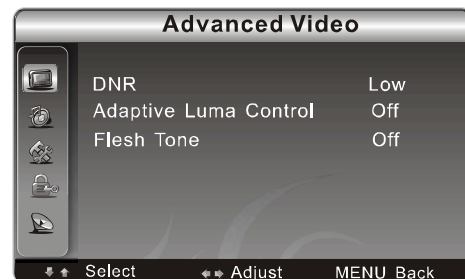 Advanced Video
DNR Low
Adaptive Luma Control Off
Flesh Tone Off
Select Adjust MENU Back